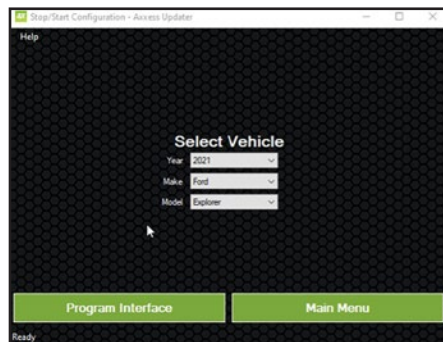 AX Stop/Start Configuration - Axxess Updater
Help
Select Vehicle
Year 2021
Make Ford
Model Explorer
Program Interface Main Menu
Ready